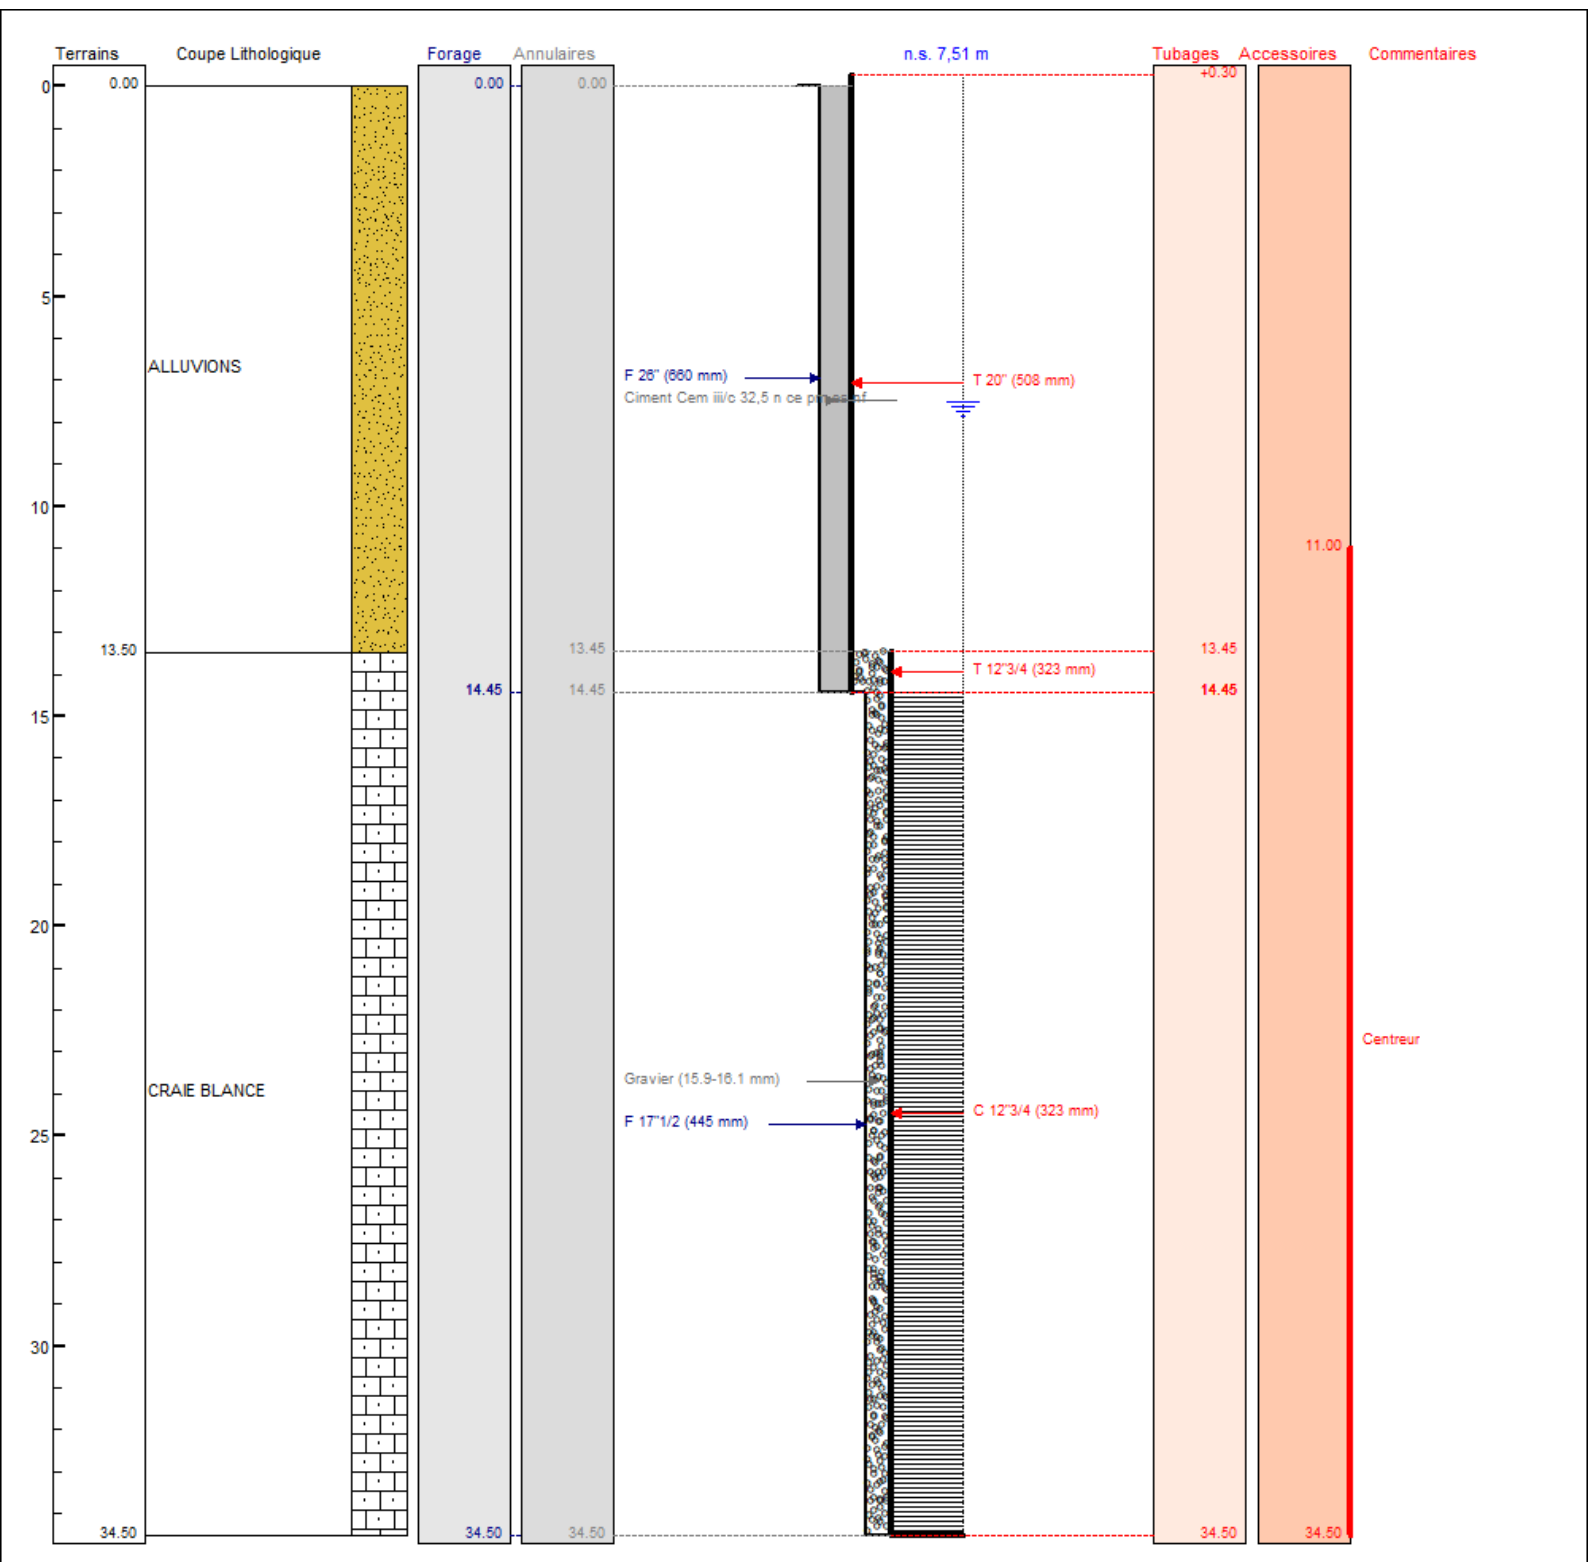 Terrains Coupe Lithologique Forage Annulaires n.s. 7,51 m Tubages Accessoires Commentaires
+0.30
0 0.00 0.00 0.00
5
ALLUVIONS
F 26" (660 mm) T 20" (508 mm)
Ciment Cem iii/c 32,5 n ce
10
11.00
13.50 13.45 13.45
T 12"3/4 (323 mm)
14.45 14.45 14.45
15
20
Centreur
Gravier (15.9-16.1 mm)
CRAIE BLANCE
C 12"3/4 (323 mm)
F 17"1/2 (445 mm)
25
30
34.50 34.50 34.50 34.50 34.50